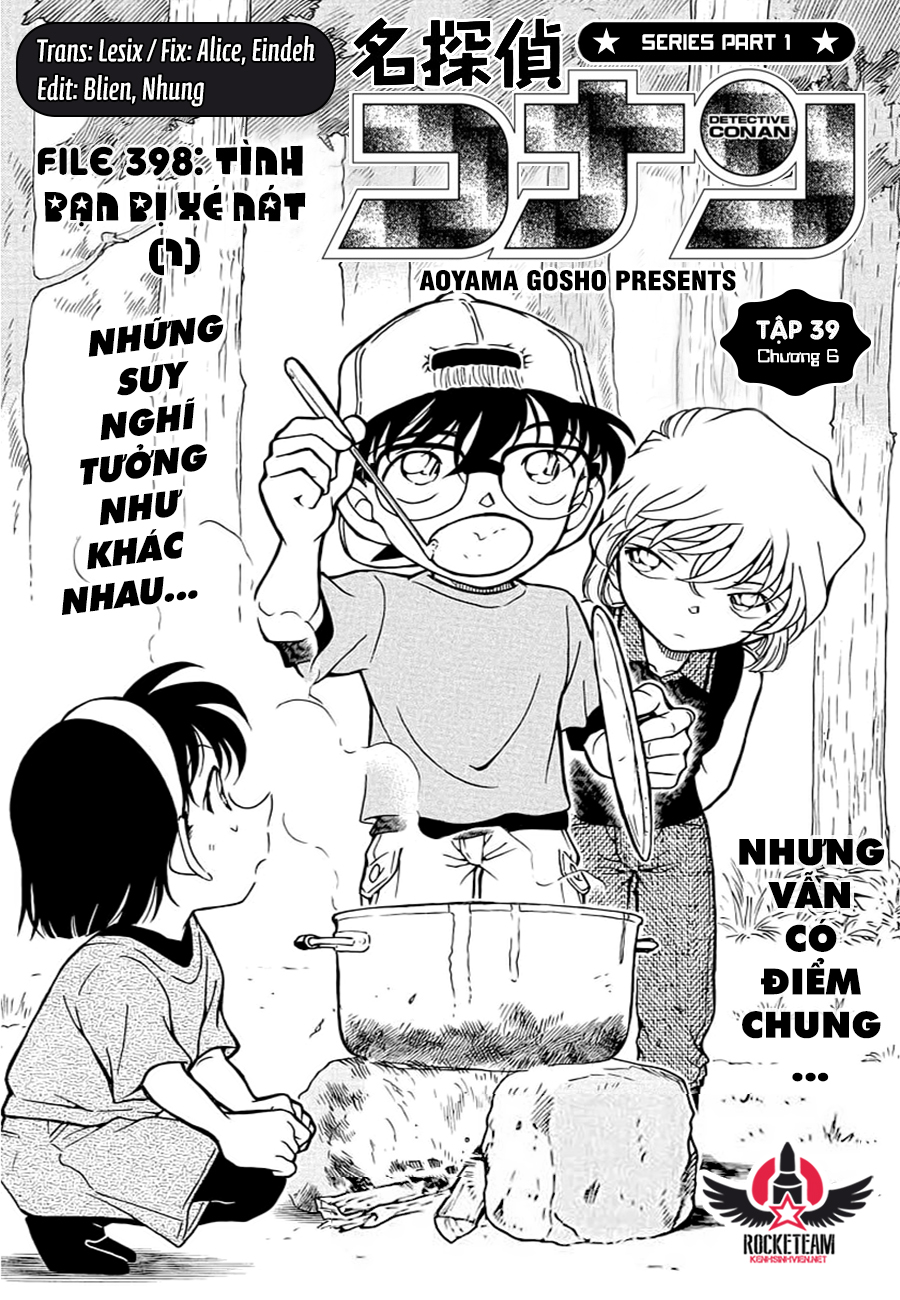 Trans: Lesix / Fix: Alice, Eindeh
Edit: Blien, Nhung
名探偵
コナン
SERIES PART 1
DETECTIVE
CONAN
FILE 398: TÌNH
BẠN BỊ XÉ NÁT
(1)
AOYAMA GOSHO PRESENTS
TẬP 39
Chương 6
NHỮNG
SUY
NGHĨ
TƯỞNG
NHƯ
KHÁC
NHAU...
NHƯNG
VẪN
CÓ
ĐIỂM
CHUNG
...
ROCKETEAM
KENHSINHVIEN.NET